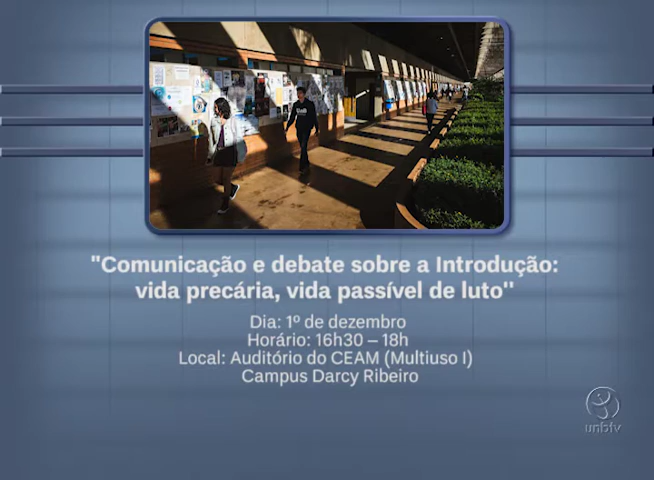 "Comunicação e debate sobre a Introdução:
vida precária, vida passível de luto"
Dia: 1º de dezembro
Horário: 16h30 – 18h
Local: Auditório do CEAM (Multiuso I)
Campus Darcy Ribeiro
unbtv